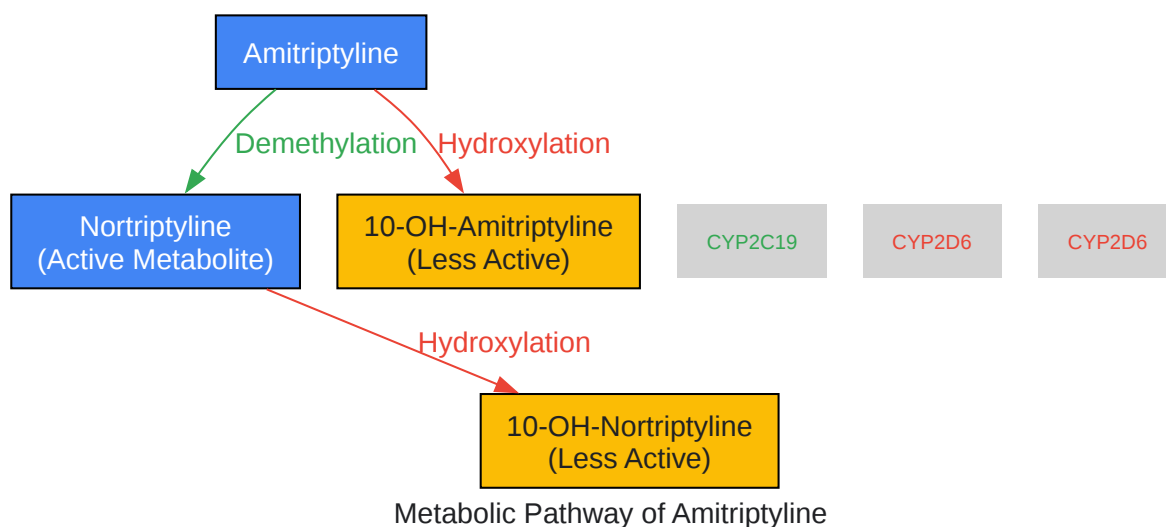 Amitriptyline
Demethylation
Hydroxylation
Nortriptyline
(Active Metabolite)
10-OH-Amitriptyline
(Less Active)
CYP2C19
CYP2D6
CYP2D6
Hydroxylation
10-OH-Nortriptyline
(Less Active)
Metabolic Pathway of Amitriptyline